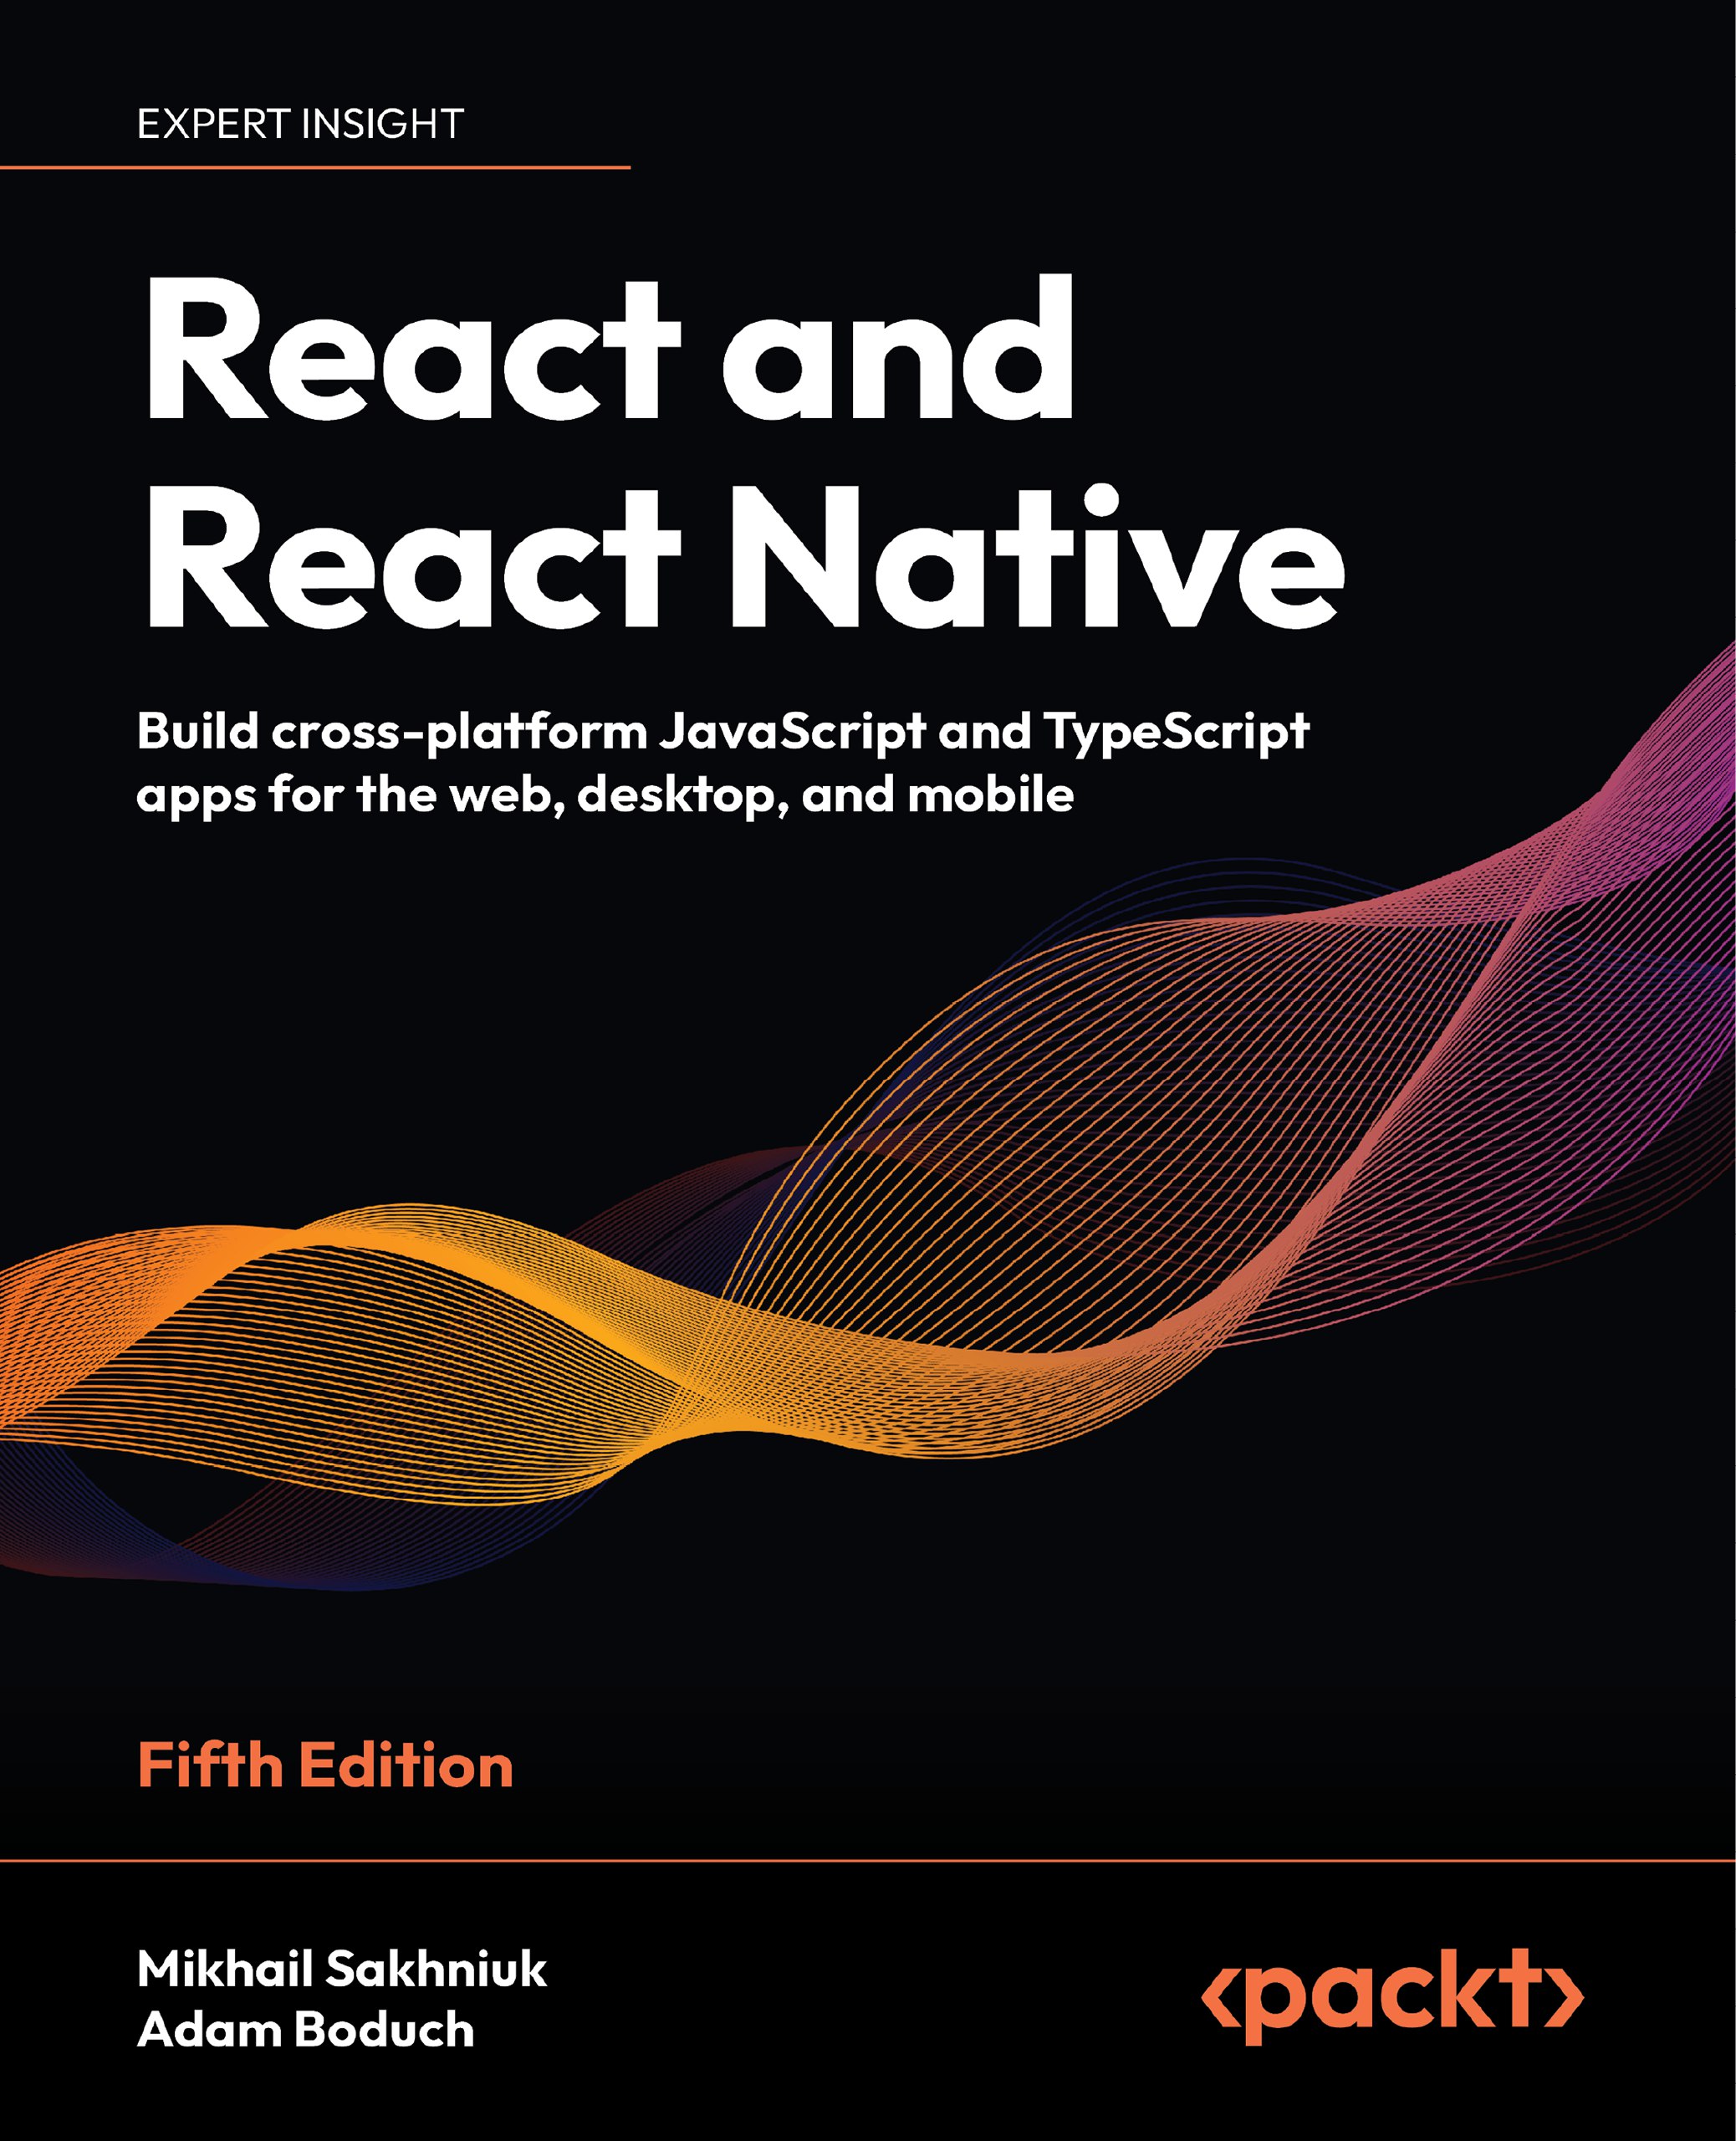 EXPERT INSIGHT
React and
React Native
Build cross-platform JavaScript and TypeScript
apps for the web, desktop, and mobile
Fifth Edition
Mikhail Sakhniuk
Adam Boduch
<packt>